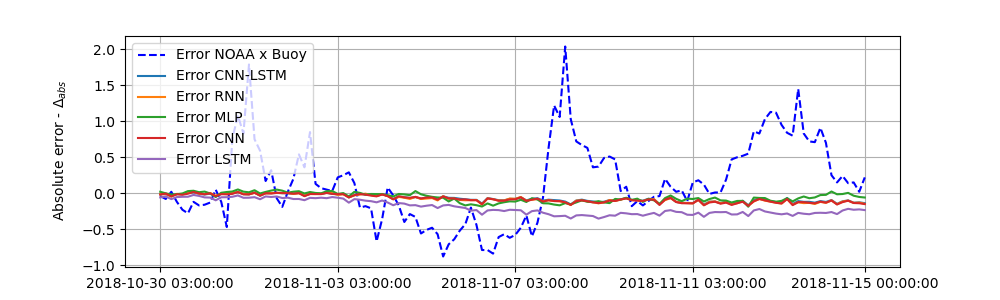 Absolute error - Δabs
2.0
1.5
1.0
0.5
0.0
−0.5
−1.0
Error NOAA x Buoy
Error CNN-LSTM
Error RNN
Error MLP
Error CNN
Error LSTM
2018-10-30 03:00:00
2018-11-03 03:00:00
2018-11-07 03:00:00
2018-11-11 03:00:00
2018-11-15 00:00:00